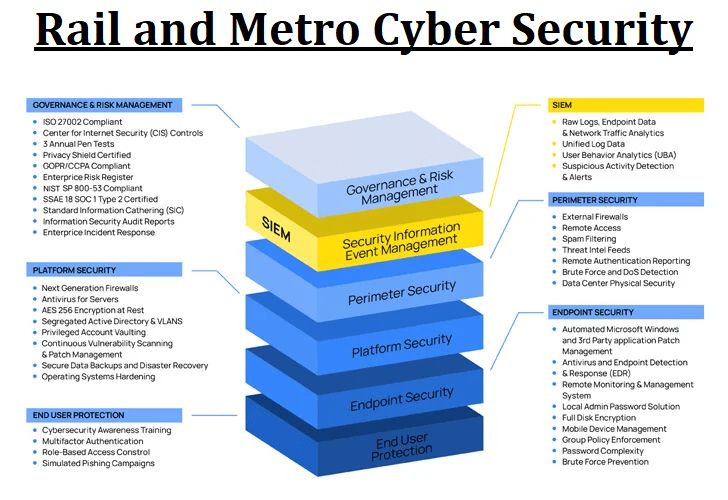 Rail and Metro Cyber Security
GOVERNANCE & RISK MANAGEMENT
ISO 27002 Compliant
Center for Internet Security (CIS) Controls
3 Annual Pen Tests
Privacy Shield Certified
GOPR/CCPA Compliant
Enterprice Risk Register
NIST SP 800-53 Compliant
SSAE 18 SOC 1 Type 2 Certified
Standard Information Cathering (SiC)
Information Security Audit Reports
Enterprice Incident Response
PLATFORM SECURITY
Next Generation Firewalls
Antivirus for Servers
AES 256 Encryption at Rest
Segregated Active Directory & VLANS
Privileged Account Vaulting
Continuous Vulnerability Scanning
& Patch Management
Secure Data Backups and Disaster Recovery
Operating Systems Hardening
END USER PROTECTION
Cybersecurity Awareness Training
Multifactor Authentication
Role-Based Access Constrol
Simulated Pishing Campaigns
Governance & Risk
Management
SIEM
Security Information
Event Management
Perimeter Security
Platform Security
Endpoint Security
End User
Protection
SIEM
Raw Logs, Endpoint Data
& Network Traffic Analytics
Unified Log Data
User Behavior Analytics (UBA)
Suspicious Activity Detection
& Alerts
PERIMETER SECURITY
External Firewalls
Remote Access
Spam Filtering
Threat Intel Feeds
Remote Authentication Reporting
Brute Force and DoS Detection
Data Center Physical Security
ENDPOINT SECURITY
Automated Microsoft Windows
and 3rd Party application Patch
Management
Antivirus and Endpoint Detection
& Response (EDR)
Remote Monitoring & Management
System
Local Admin Password Solution
Full Disk Encryption
Mobile Device Management
Group Policy Enforcement
Password Complexity
Brute Force Prevention